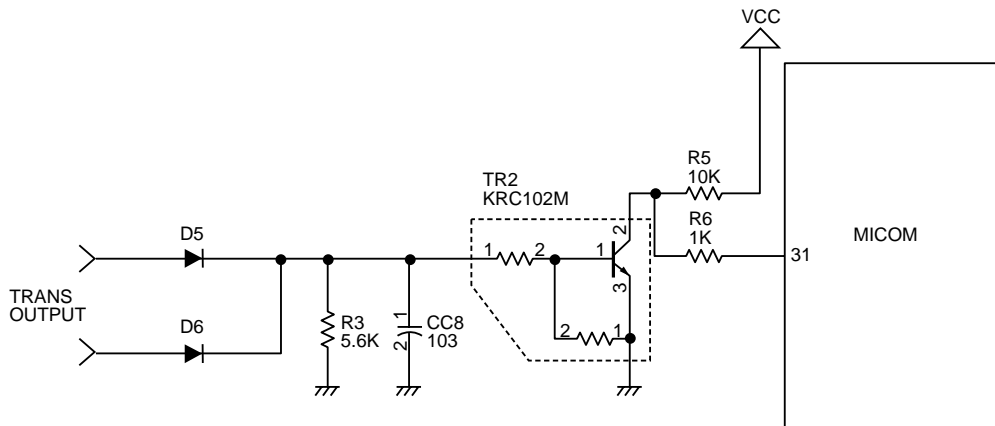 VCC
R5
10K
TR2
KRC102M
2
R6
1K
D5
1
2
1
31
MICOM
TRANS
OUTPUT
3
D6
R3
5.6K
1
2
CC8
103
2
1